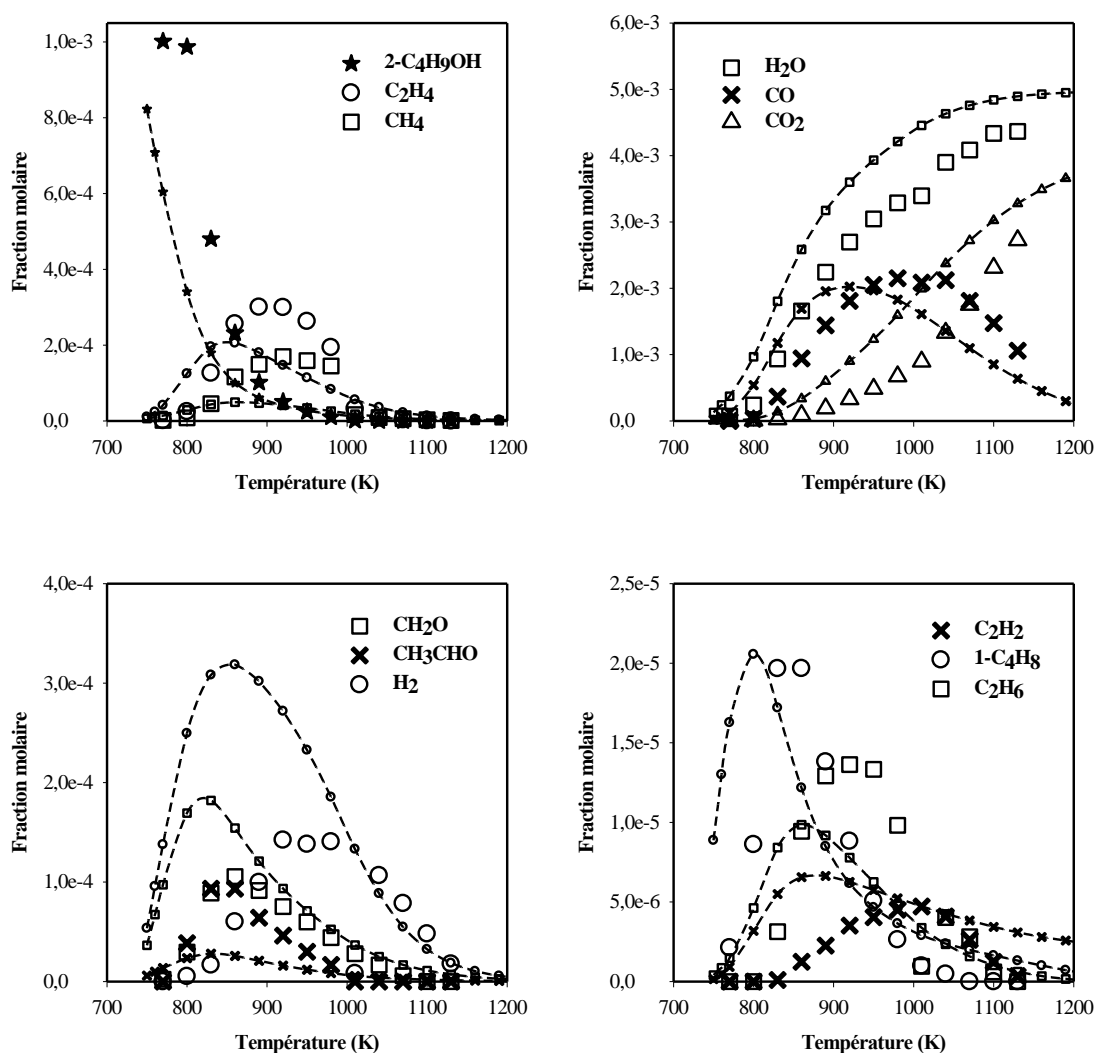 Fraction molaire
1,0e-3
8,0e-4
6,0e-4
4,0e-4
2,0e-4
0,0
2-C4H9OH
C2H4
CH4
700 800 900 1000 1100 1200
Température (K)
Fraction molaire
6,0e-3
5,0e-3
4,0e-3
3,0e-3
2,0e-3
1,0e-3
0,0
H2O
CO
CO2
700 800 900 1000 1100 1200
Température (K)
Fraction molaire
4,0e-4
3,0e-4
2,0e-4
1,0e-4
0,0
CH2O
CH3CHO
H2
700 800 900 1000 1100 1200
Température (K)
Fraction molaire
2,5e-5
2,0e-5
1,5e-5
1,0e-5
5,0e-6
0,0
C2H2
1-C4H8
C2H6
700 800 900 1000 1100 1200
Température (K)